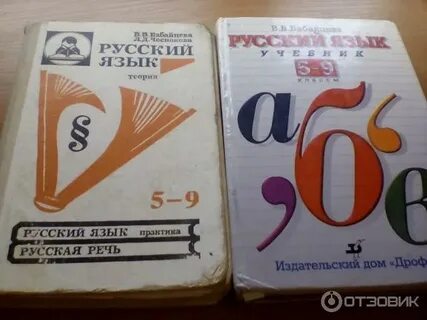 В.В.Бабайцева
Л.Д.Чеснокова
РУССКИЙ
ЯЗЫК
теория
§
5–9
РУССКИЙ ЯЗЫК практика
РУССКАЯ РЕЧЬ
В.В.Бабайцева
РУССКИЙ ЯЗЫК
УЧЕБНИК
5-9
КЛАССЫ
а б в
Издательский дом «Дроф
ОТЗОВИК